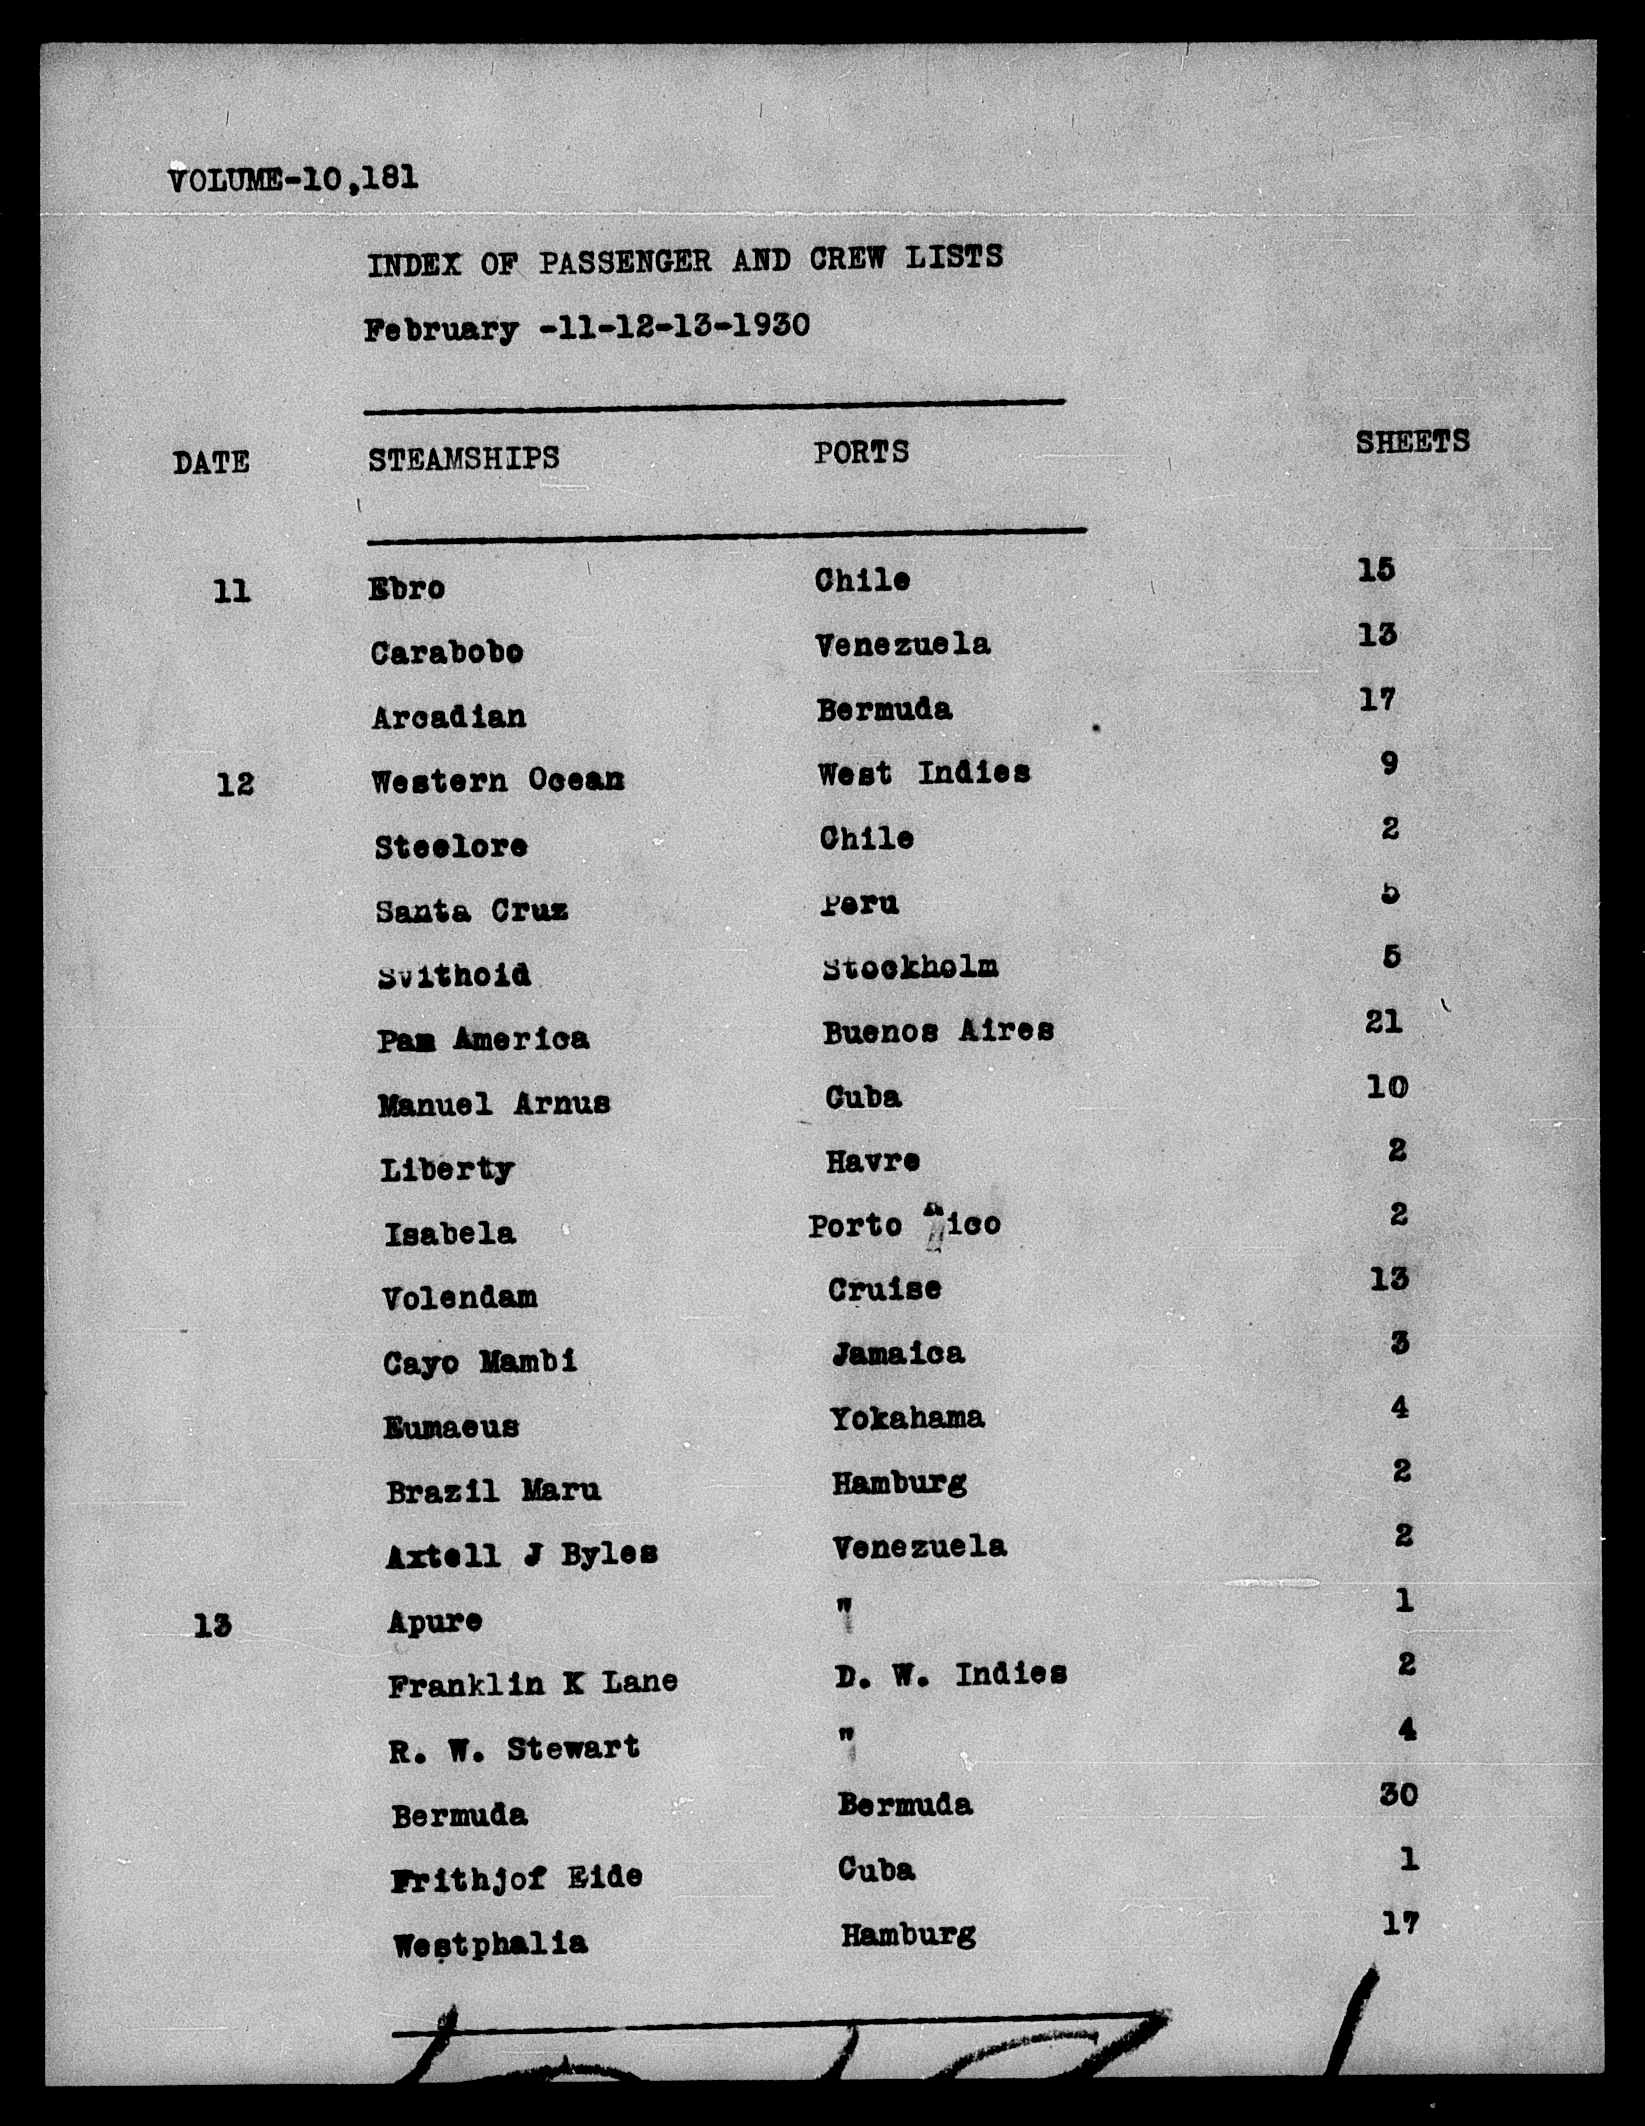 VOLUME-10,181
INDEX OF PASSENGER AND CREW LISTS
February -11-12-13-1930
DATE STEAMSHIPS PORTS SHEETS
11 Ebro Chile 15
Carabobo Venezuela 13
Arcadian Bermuda 17
12 Western Ocean West Indies 9
Steelore Chile 2
Santa Cruz Peru 5
Svithoid Stockholm 5
Pan America Buenos Aires 21
Manuel Arnus Cuba 10
Liberty Havre 2
Isabela Porto Rico 2
Volendam Cruise 13
Cayo Mambi Jamaica 3
Eumaeus Yokahama 4
Brazil Maru Hamburg 2
Axtell J Byles Venezuela 2
13 Apure " 1
Franklin K Lane D. W. Indies 2
R. W. Stewart " 4
Bermuda Bermuda 30
Frithjof Eide Cuba 1
Westphalia Hamburg 17